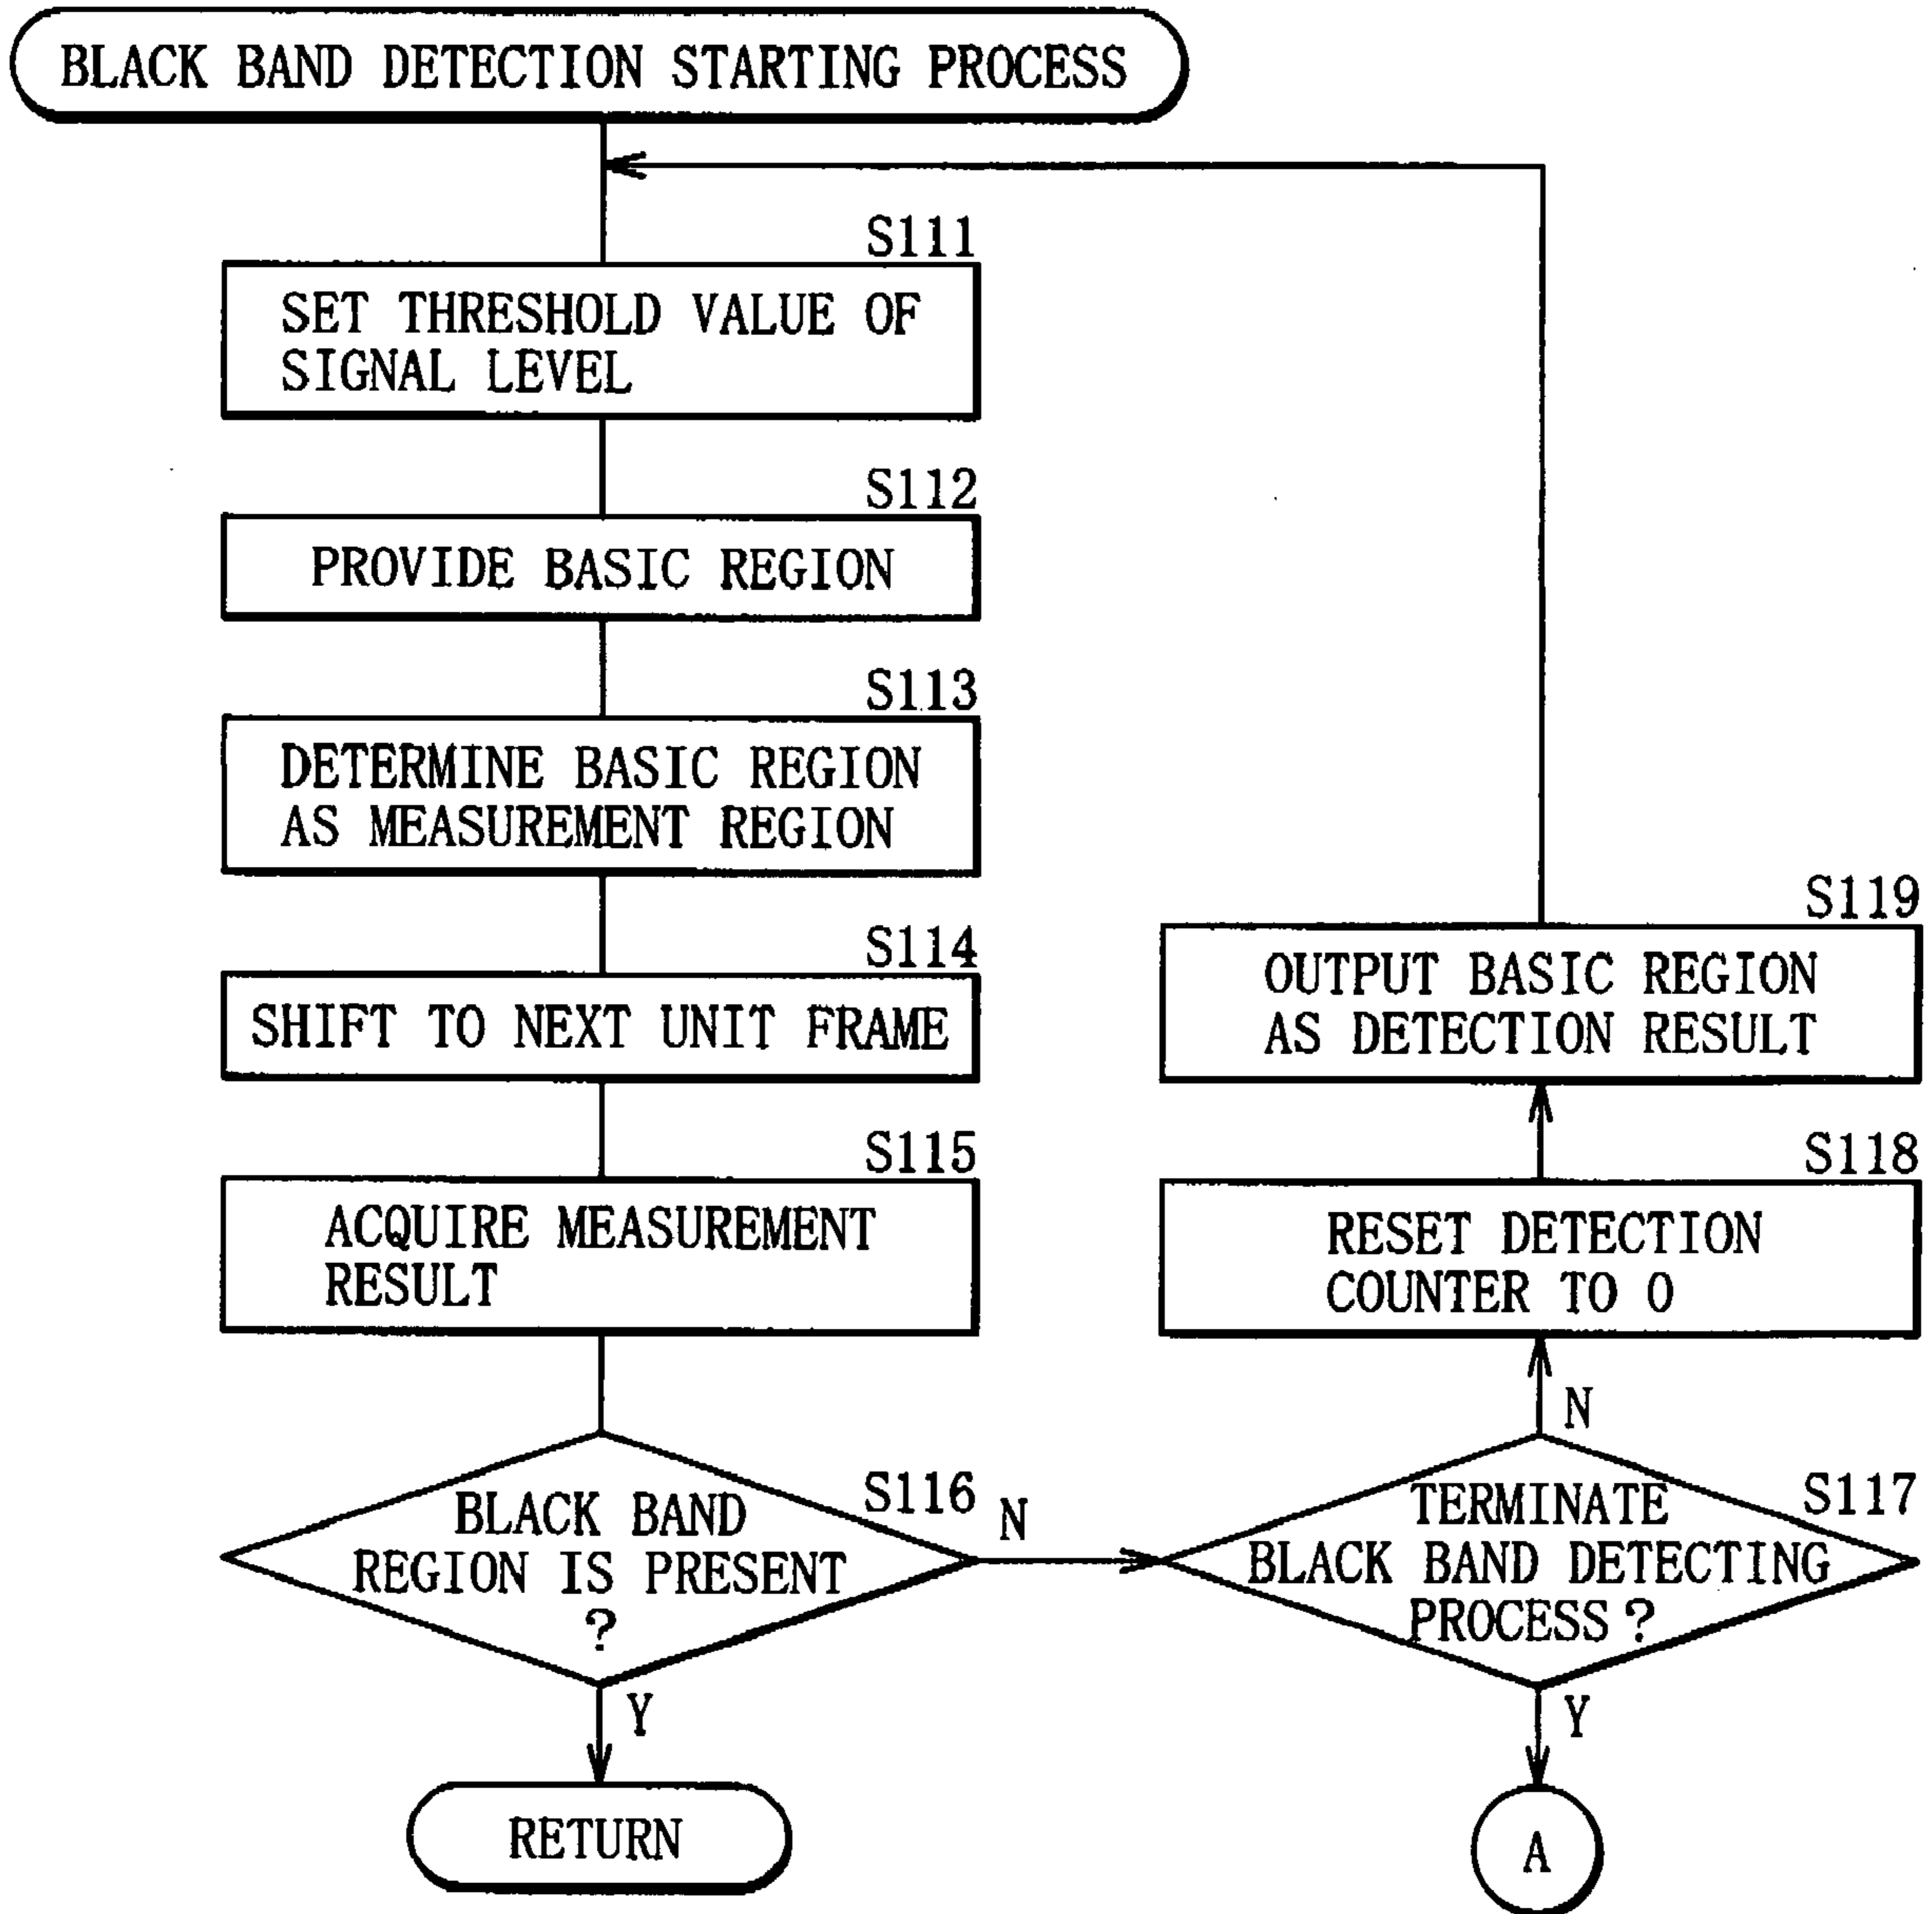 BLACK BAND DETECTION STARTING PROCESS
S111
SET THRESHOLD VALUE OF
SIGNAL LEVEL
S112
PROVIDE BASIC REGION
S113
DETERMINE BASIC REGION
AS MEASUREMENT REGION
S114
SHIFT TO NEXT UNIT FRAME
S115
ACQUIRE MEASUREMENT
RESULT
S116
BLACK BAND
REGION IS PRESENT
?
N
Y
RETURN
S119
OUTPUT BASIC REGION
AS DETECTION RESULT
S118
RESET DETECTION
COUNTER TO 0
N
S117
TERMINATE
BLACK BAND DETECTING
PROCESS ?
Y
A